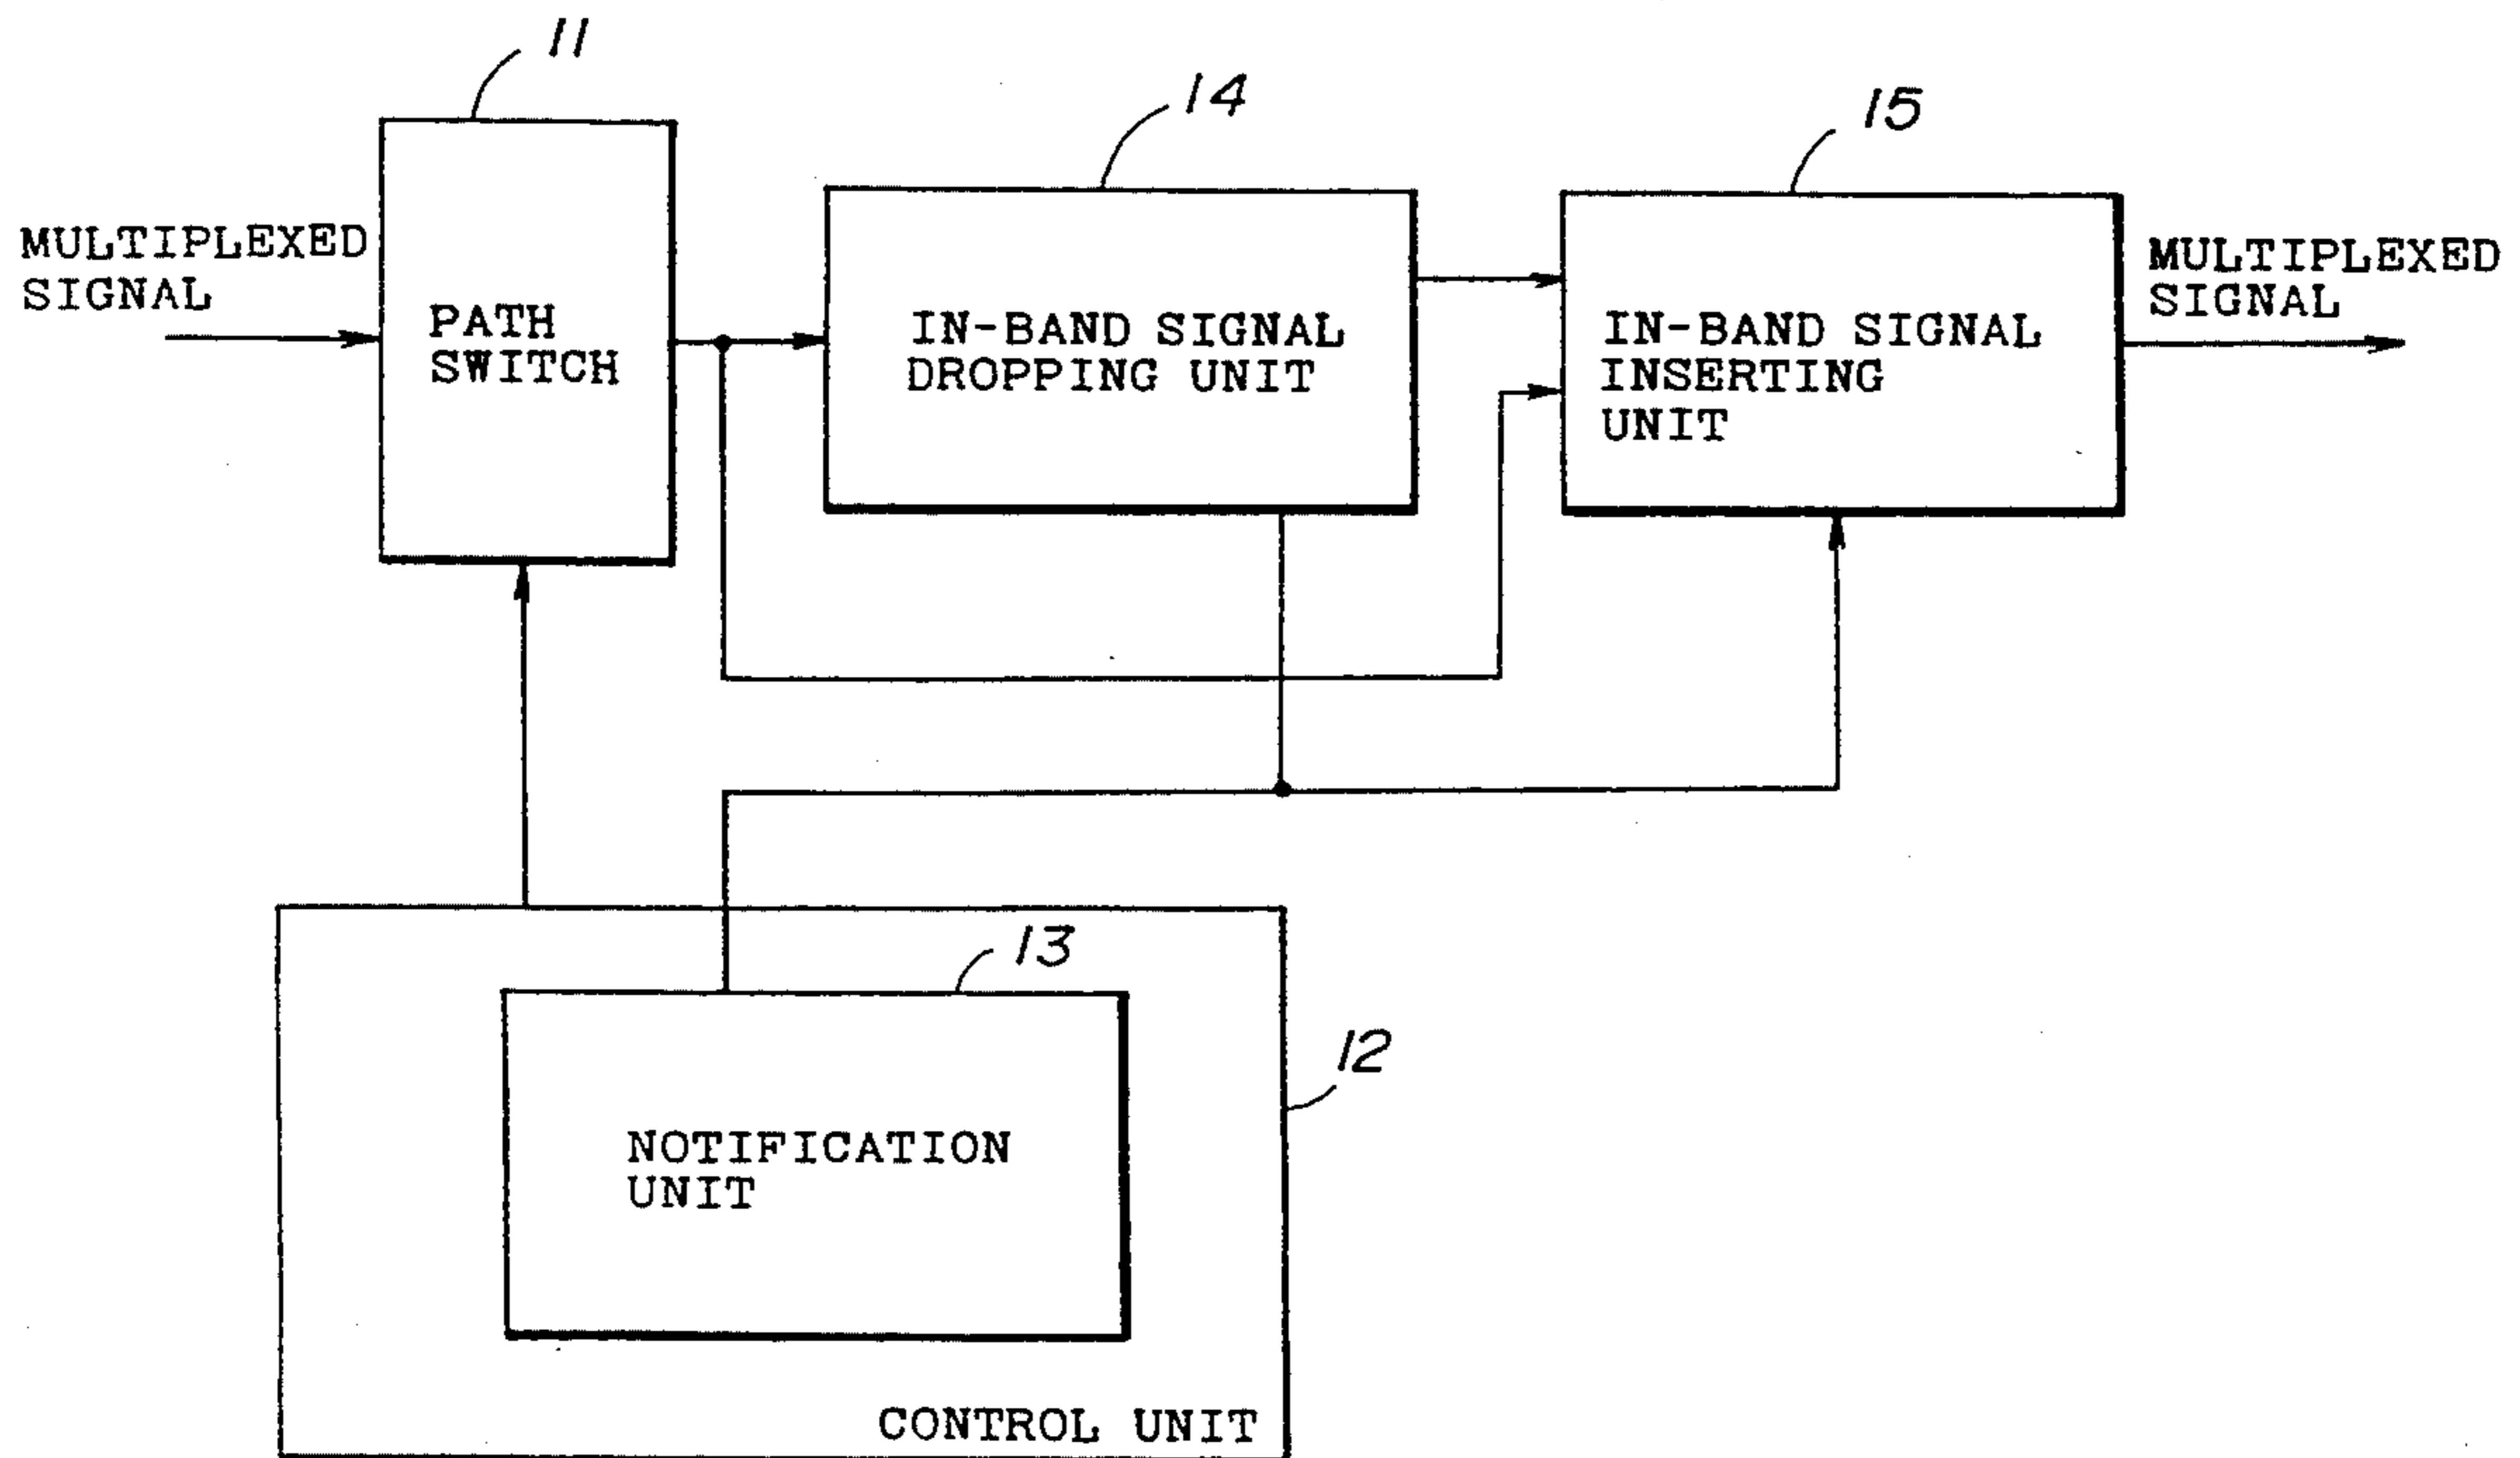 11
14
15
MULTIPLEXED
SIGNAL
PATH
SWITCH
IN-BAND SIGNAL
DROPPING UNIT
IN-BAND SIGNAL
INSERTING
UNIT
MULTIPLEXED
SIGNAL
13
12
NOTIFICATION
UNIT
CONTROL UNIT